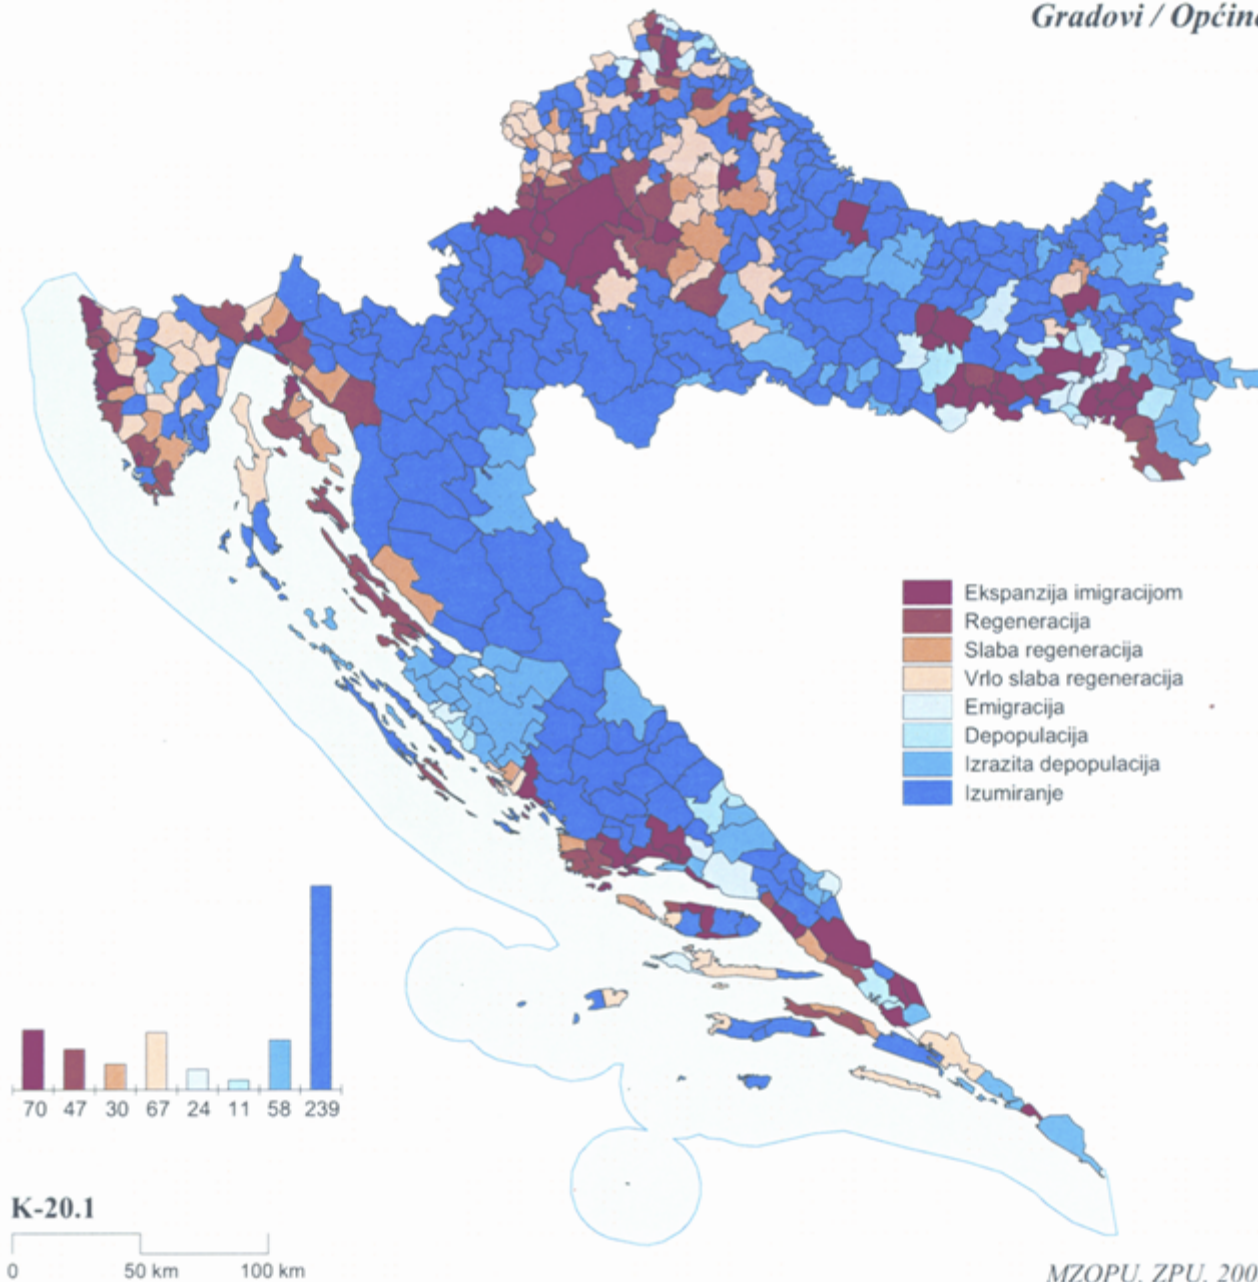 Gradovi / Općine
Ekspanzija imigracijom
Regeneracija
Slaba regeneracija
Vrlo slaba regeneracija
Emigracija
Depopulacija
Izrazita depopulacija
Izumiranje
70 47 30 67 24 11 58 239
K-20.1
0 50 km 100 km
MZOPU, ZPU, 200